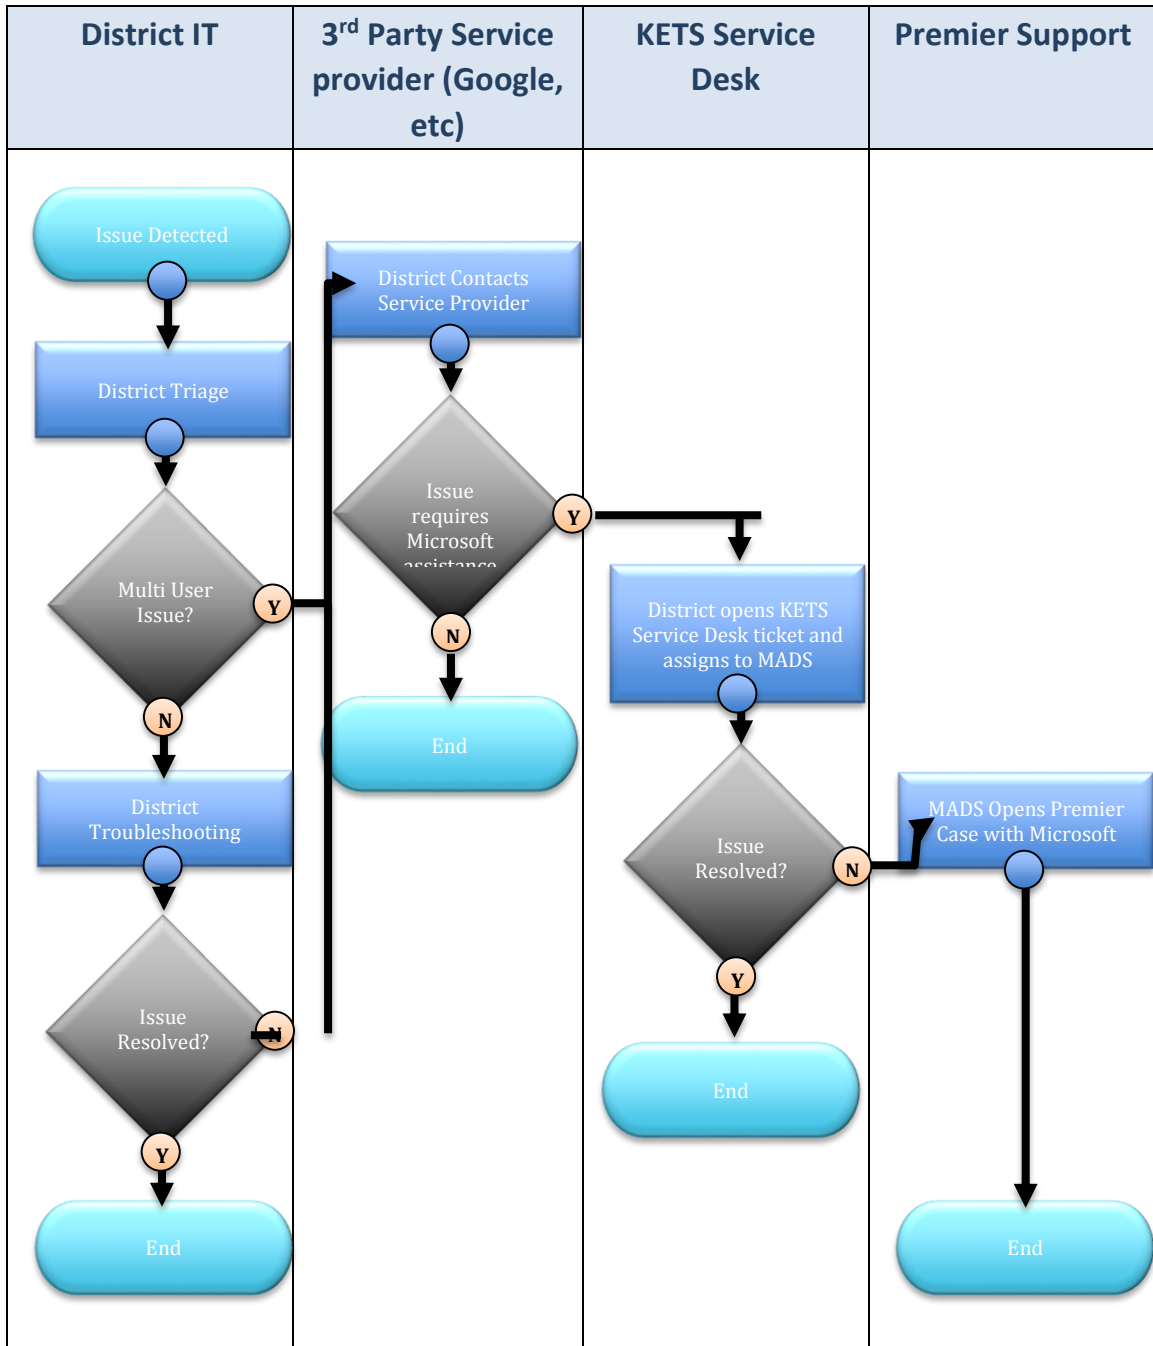 District IT
3rd Party Service
provider (Google,
etc)
KETS Service
Desk
Premier Support
Issue Detected
District Triage
Multi User
Issue?
Y
N
District
Troubleshooting
Issue
Resolved?
N
Y
End
District Contacts
Service Provider
Issue
requires
Microsoft
assistance
Y
N
End
District opens KETS
Service Desk ticket and
assigns to MADS
Issue
Resolved?
N
Y
End
MADS Opens Premier
Case with Microsoft
End